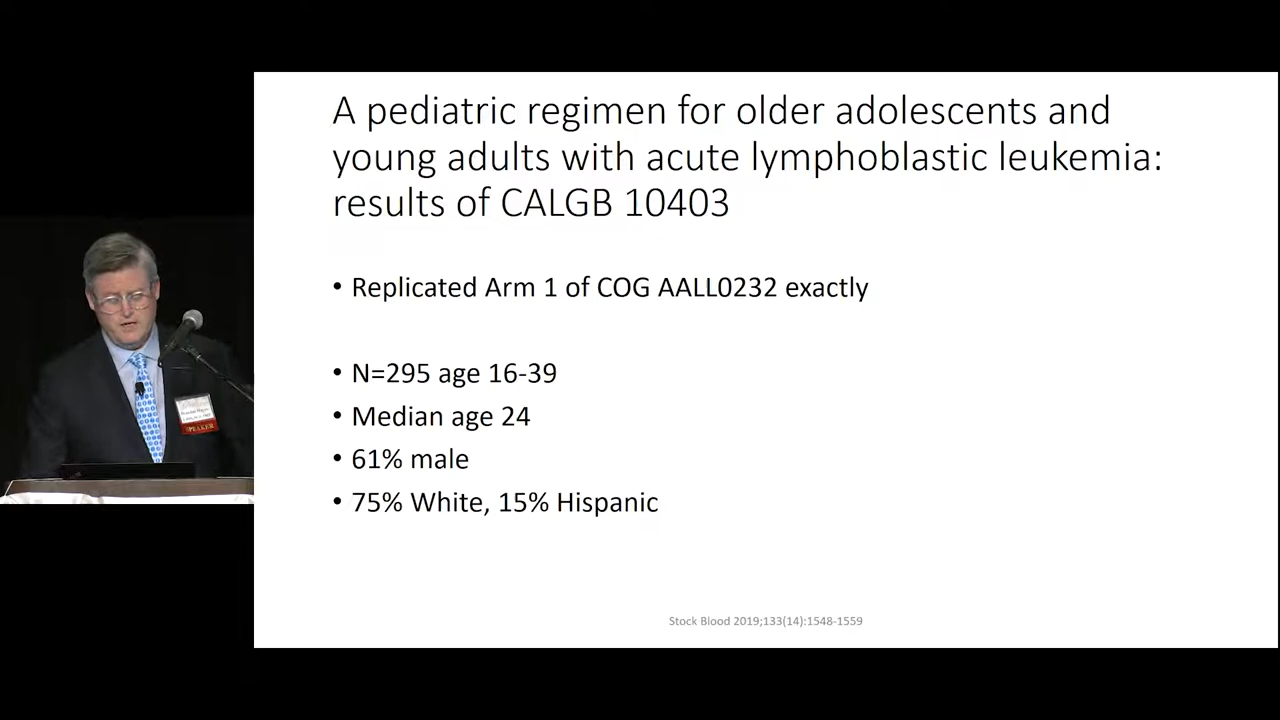 A pediatric regimen for older adolescents and
young adults with acute lymphoblastic leukemia:
results of CALGB 10403
• Replicated Arm 1 of COG AALL0232 exactly
• N=295 age 16-39
• Median age 24
• 61% male
• 75% White, 15% Hispanic
Stock Blood 2019;133(14):1548-1559
SPEAKER